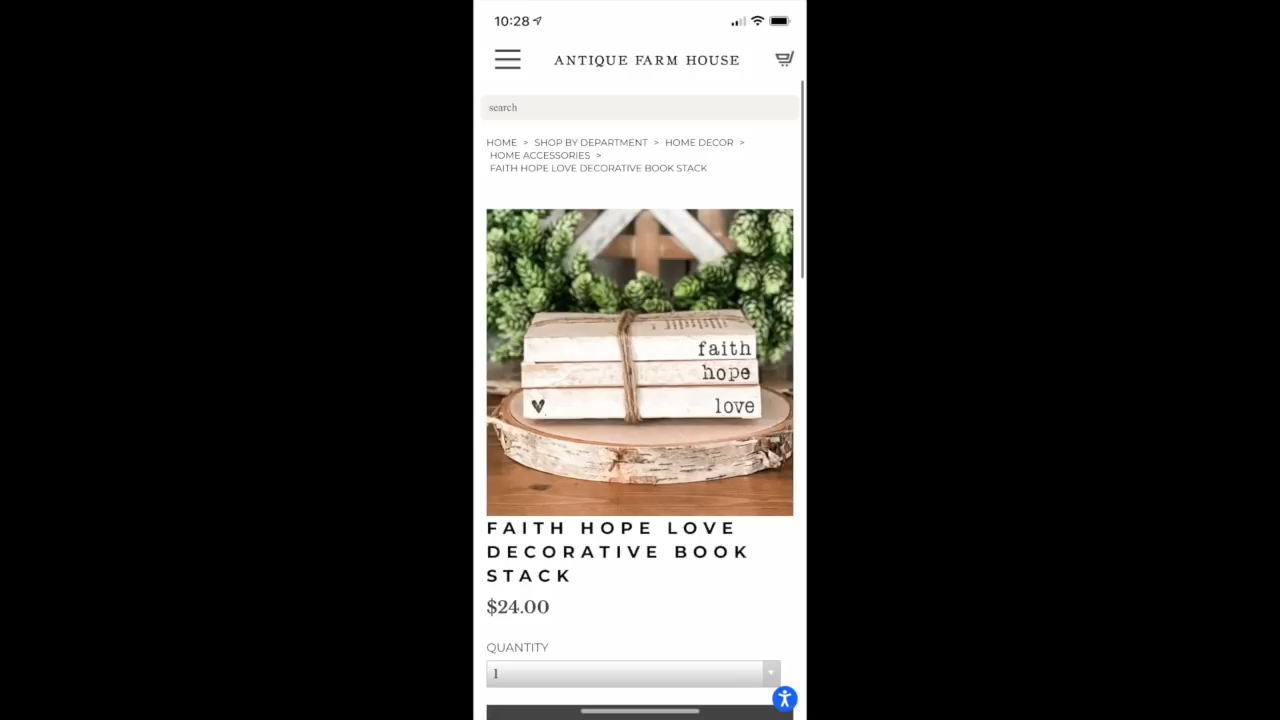 10:28
ANTIQUE FARM HOUSE
search
HOME > SHOP BY DEPARTMENT > HOME DECOR >
HOME ACCESSORIES >
FAITH HOPE LOVE DECORATIVE BOOK STACK
faith
hope
love
FAITH HOPE LOVE
DECORATIVE BOOK
STACK
$24.00
QUANTITY
1